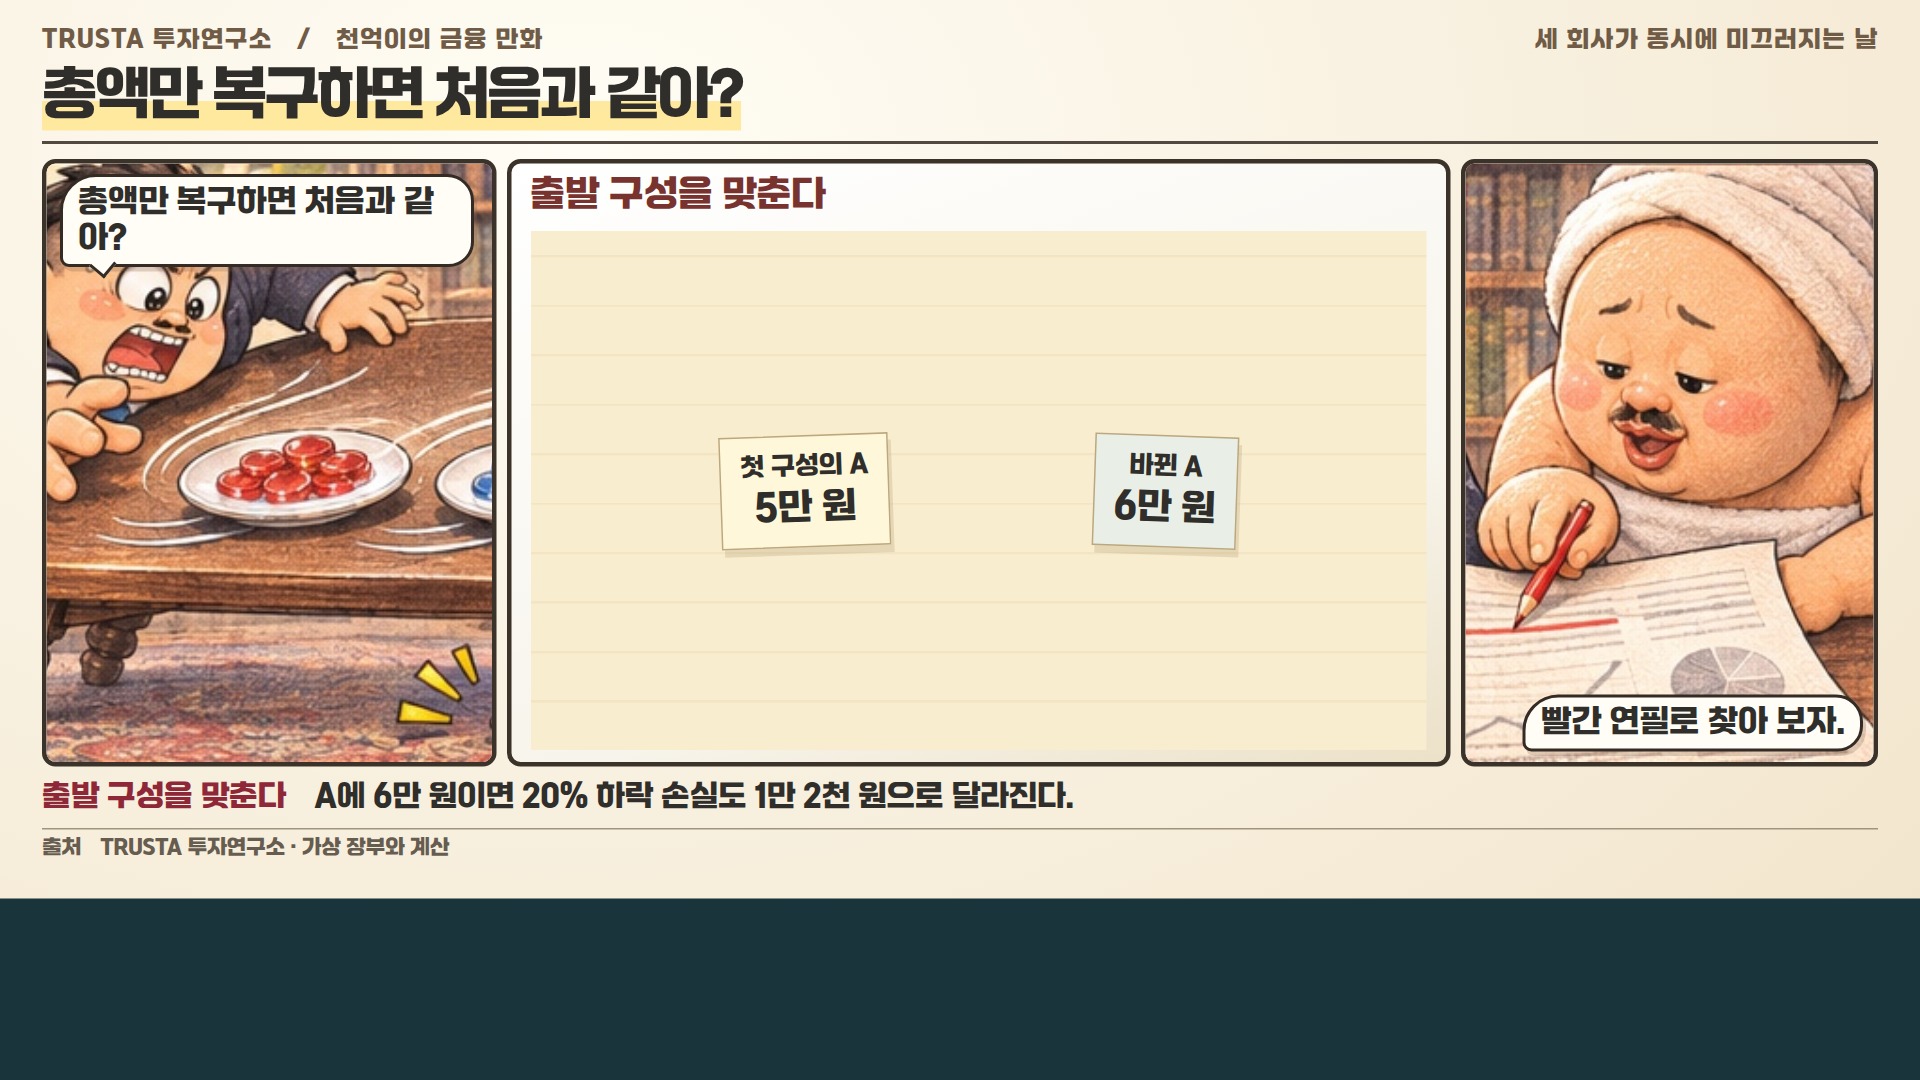 TRUSTA 투자연구소 / 천억이의 금융 만화
세 회사가 동시에 미끄러지는 날
총액만 복구하면 처음과 같아?
총액만 복구하면 처음과 같
아?
출발 구성을 맞춘다
첫 구성의 A
5만 원
바뀐 A
6만 원
빨간 연필로 찾아 보자.
출발 구성을 맞춘다 A에 6만 원이면 20% 하락 손실도 1만 2천 원으로 달라진다.
출처 TRUSTA 투자연구소 · 가상 장부와 계산